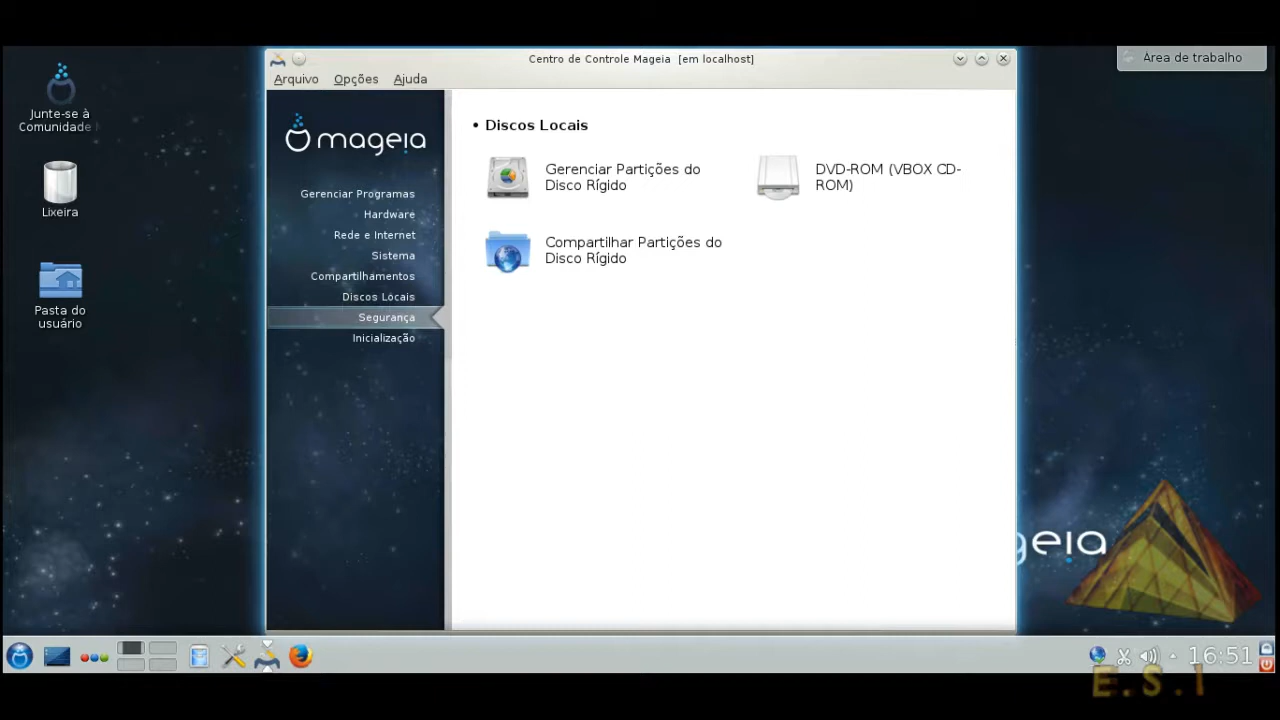 Centro de Controle Mageia [em localhost]
Arquivo Opções Ajuda
Área de trabalho
Junte-se à
Comunidade
Lixeira
Pasta do
usuário
mageia
Gerenciar Programas
Hardware
Rede e Internet
Sistema
Compartilhamentos
Discos Locais
Segurança
Inicialização
• Discos Locais
Gerenciar Partições do
Disco Rígido
DVD-ROM (VBOX CD-
ROM)
Compartilhar Partições do
Disco Rígido
geia
16:51
E.S.I